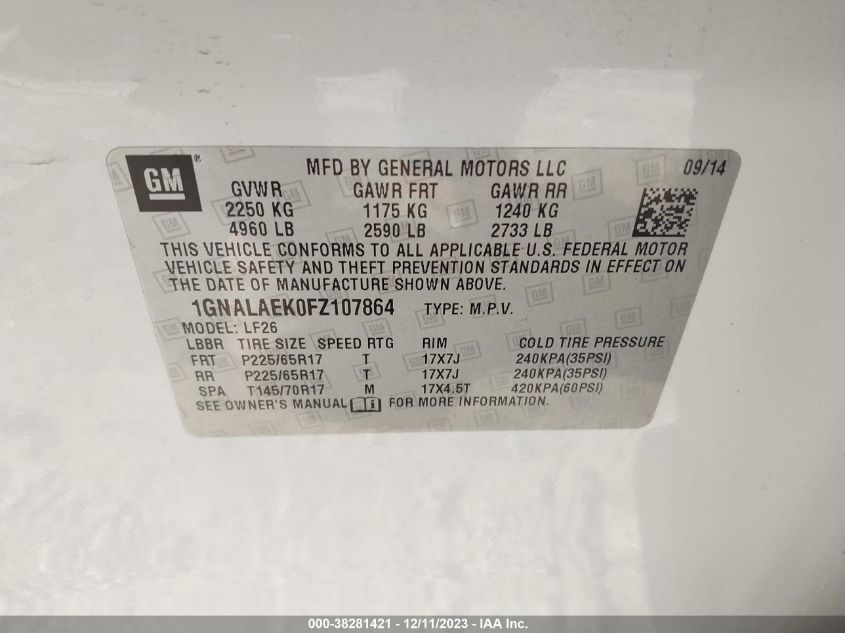 GM ®
MFD BY GENERAL MOTORS LLC 09/14
GVWR GAWR FRT GAWR RR
2250 KG 1175 KG 1240 KG
4960 LB 2590 LB 2733 LB
THIS VEHICLE CONFORMS TO ALL APPLICABLE U.S. FEDERAL MOTOR
VEHICLE SAFETY AND THEFT PREVENTION STANDARDS IN EFFECT ON
THE DATE OF MANUFACTURE SHOWN ABOVE.
1GNALAEK0FZ107864 TYPE: M.P.V.
MODEL: LF26
LBBR TIRE SIZE SPEED RTG RIM COLD TIRE PRESSURE
FRT P225/65R17 T 17X7J 240KPA(35PSI)
RR P225/65R17 T 17X7J 240KPA(35PSI)
SPA T145/70R17 M 17X4.5T 420KPA(60PSI)
SEE OWNER'S MANUAL FOR MORE INFORMATION.
000-38281421 - 12/11/2023 - IAA Inc.